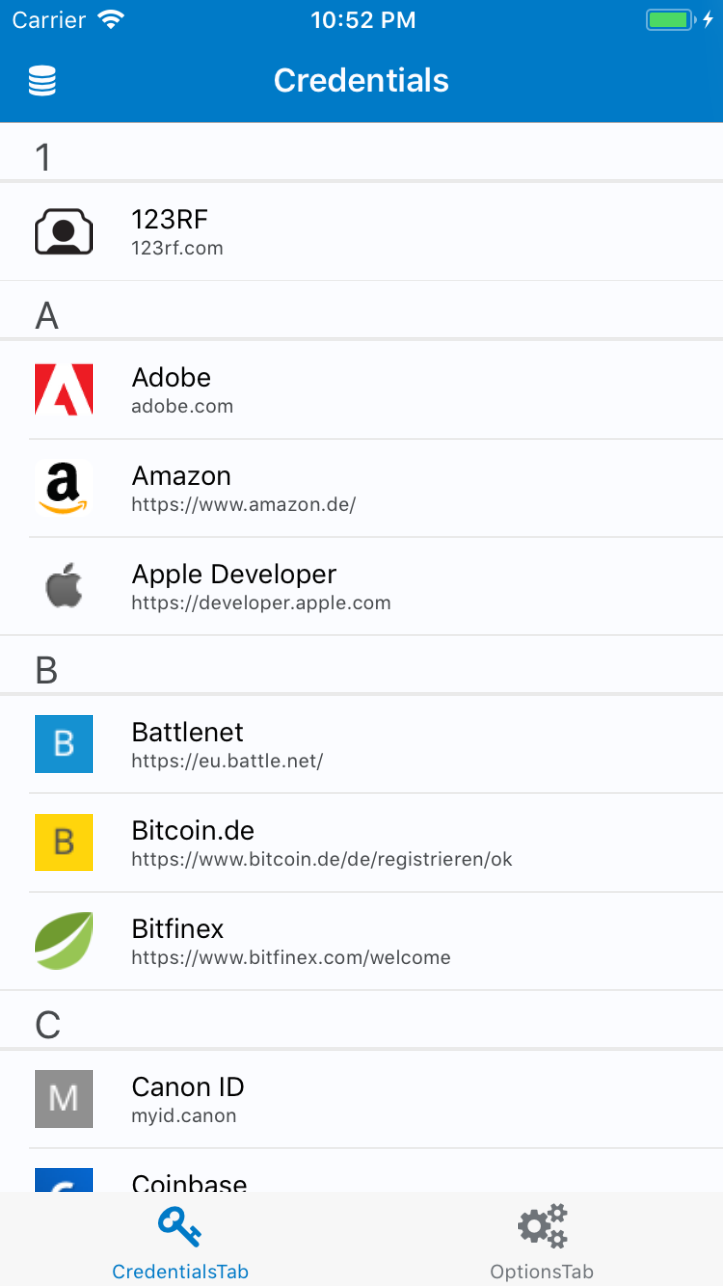 Carrier 10:52 PM
Credentials
1
123RF
123rf.com
A
Adobe
adobe.com
a
Amazon
https://www.amazon.de/
Apple Developer
https://developer.apple.com
B
B
Battlenet
https://eu.battle.net/
B
Bitcoin.de
https://www.bitcoin.de/de/registrieren/ok
Bitfinex
https://www.bitfinex.com/welcome
C
M
Canon ID
myid.canon
Coinbase
CredentialsTab
OptionsTab